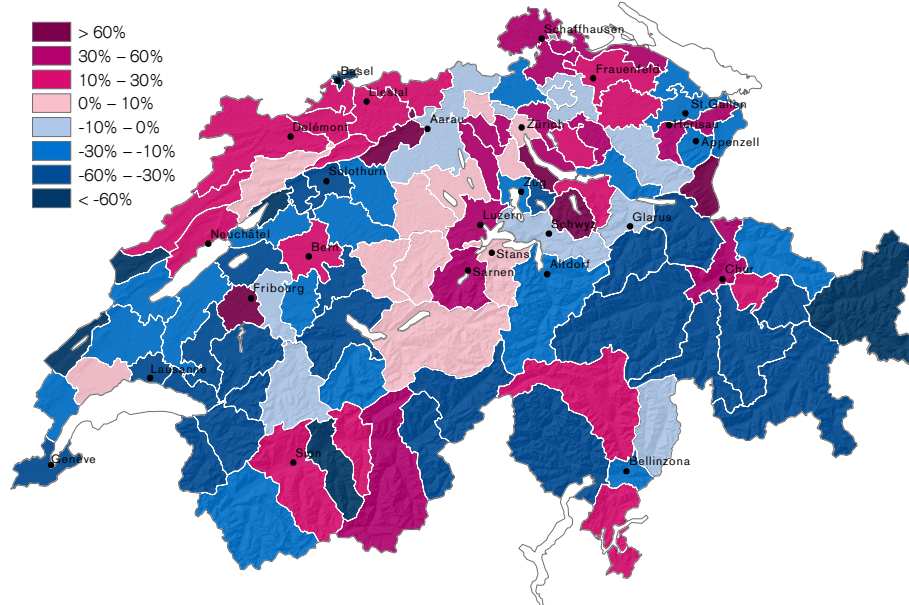 > 60%
30% – 60%
10% – 30%
0% – 10%
-10% – 0%
-30% – -10%
-60% – -30%
< -60%
Schaffhausen
Basel
Frauenfeld
Liestal
St.Gallen
Herisau
Aarau
Zürich
Delémont
Appenzell
Solothurn
Zug
Luzern
Glarus
Schwyz
Neuchâtel
Bern
Stans
Sarnen
Altdorf
Chur
Fribourg
Lausanne
Sion
Genève
Bellinzona